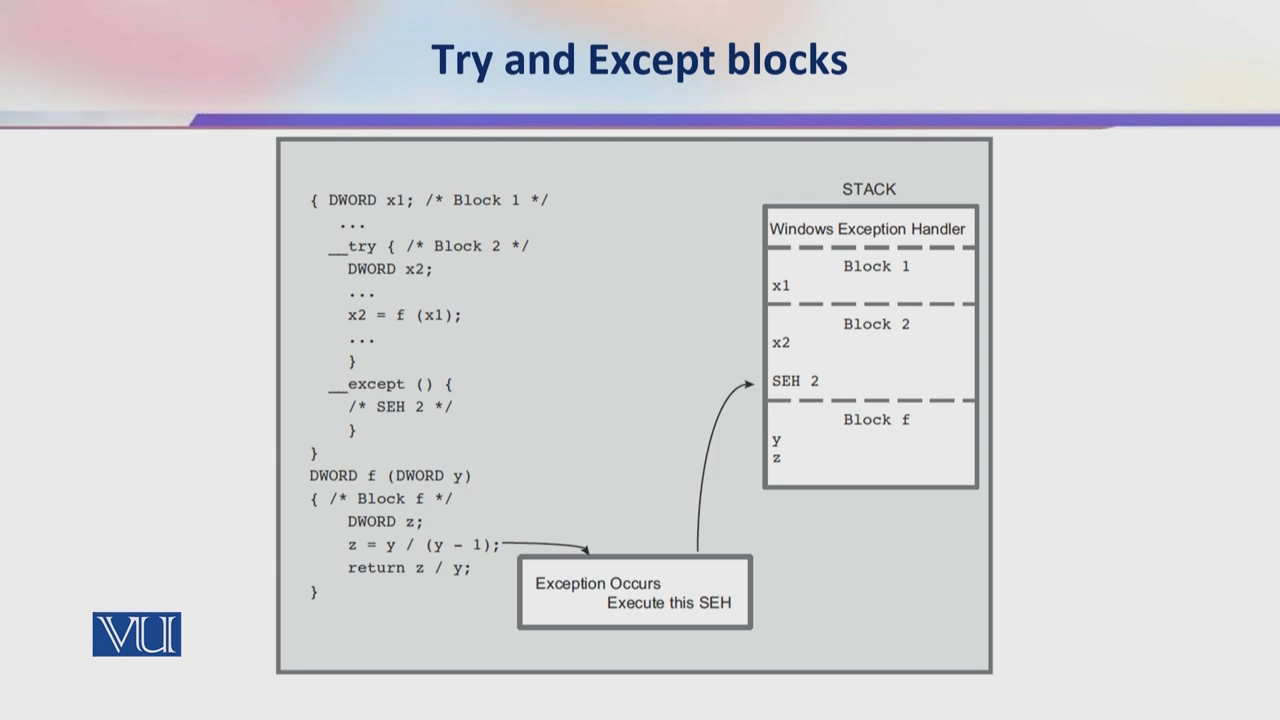 Try and Except blocks
{ DWORD x1; /* Block 1 */
...
__try { /* Block 2 */
DWORD x2;
...
x2 = f (x1);
...
}
__except () {
/* SEH 2 */
}
}
DWORD f (DWORD y)
{ /* Block f */
DWORD z;
z = y / (y - 1);
return z / y;
}
Exception Occurs
Execute this SEH
STACK
Windows Exception Handler
Block 1
x1
Block 2
x2
SEH 2
Block f
y
z
VU